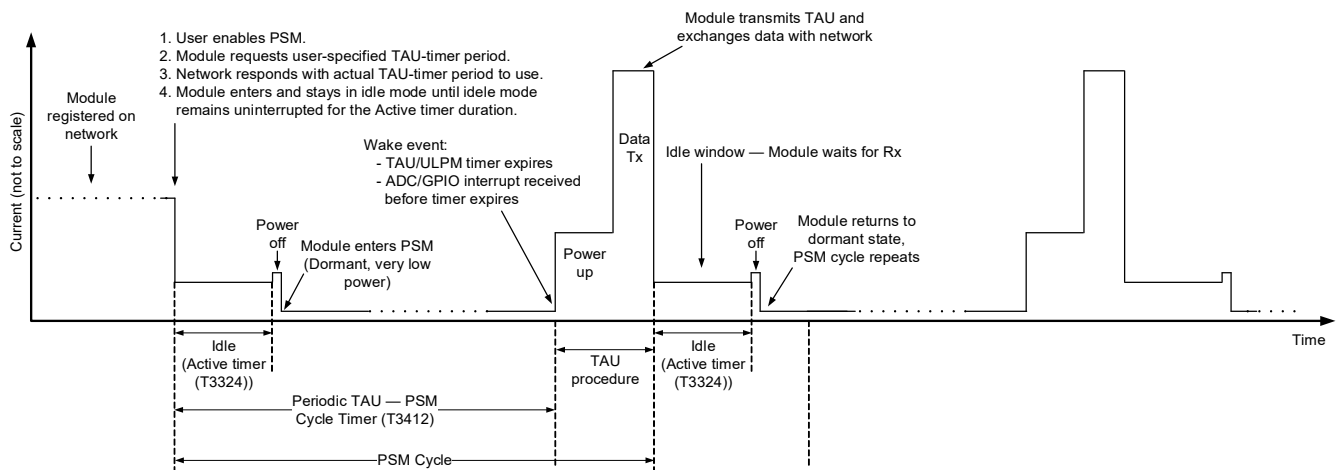 Module transmits TAU and
exchanges data with network
1. User enables PSM.
2. Module requests user-specified TAU-timer period.
3. Network responds with actual TAU-timer period to use.
4. Module enters and stays in idle mode until idele mode
remains uninterrupted for the Active timer duration.
Module
registered on
network
Current (not to scale)
Wake event:
- TAU/ULPM timer expires
- ADC/GPIO interrupt received
before timer expires
Data
Tx
Idle window — Module waits for Rx
Power
off
Module enters PSM
(Dormant, very low
power)
Power
up
Power
off
Module returns to
dormant state,
PSM cycle repeats
Time
Idle
(Active timer
(T3324))
TAU
procedure
Idle
(Active timer
(T3324))
Periodic TAU — PSM
Cycle Timer (T3412)
PSM Cycle